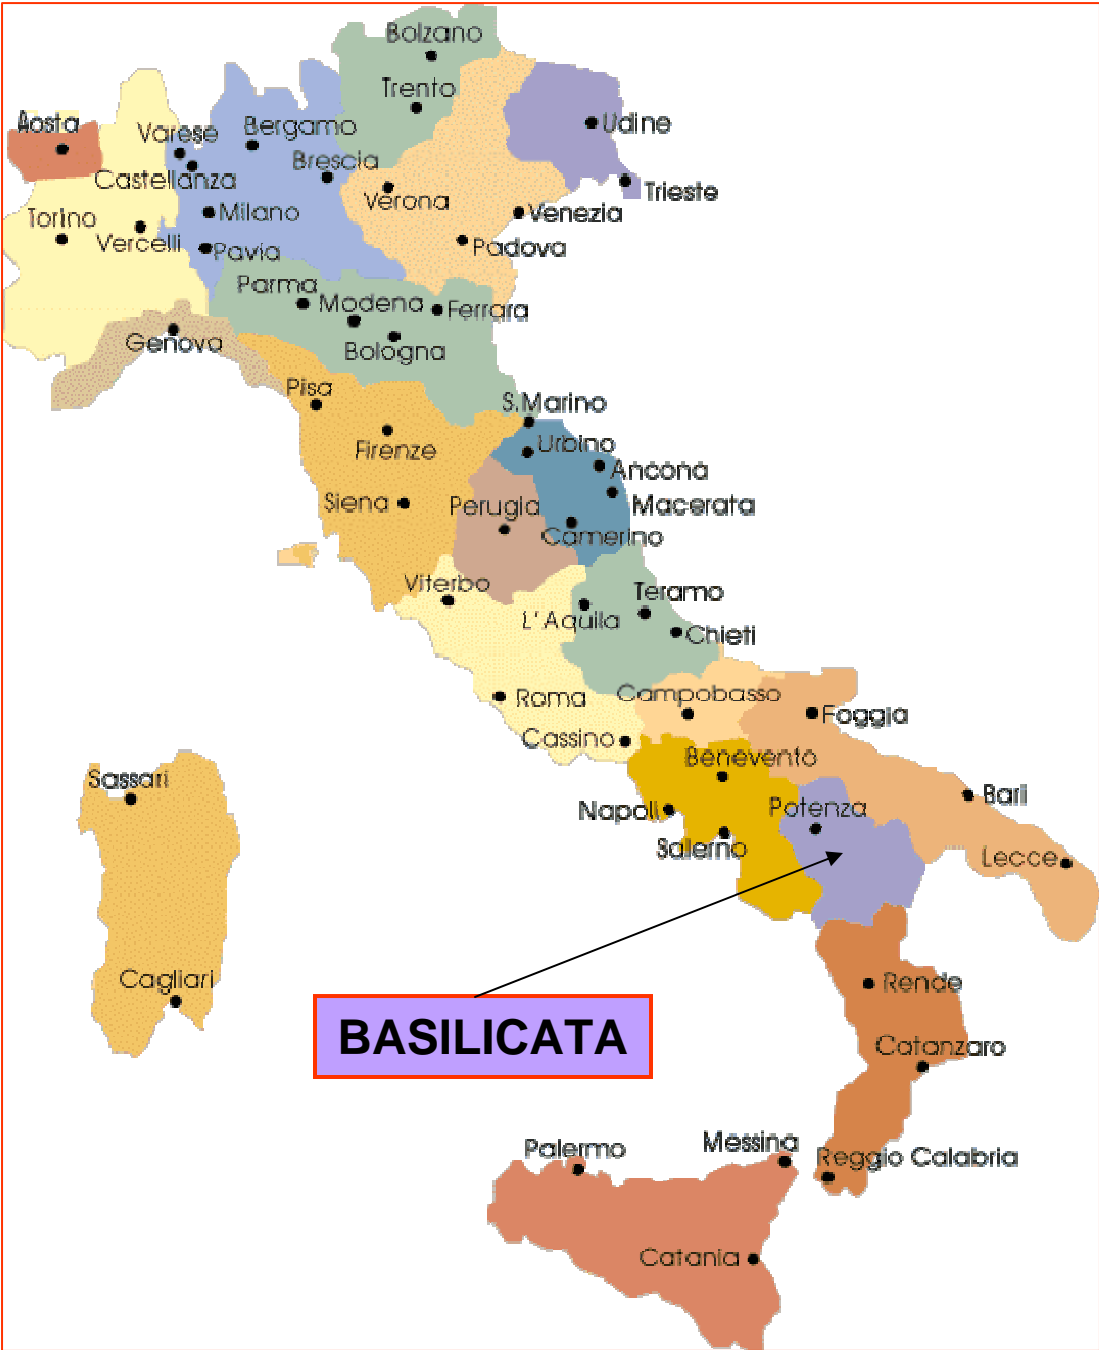 Bolzano
Trento
Aosta
Udine
Varese
Bergamo
Brescia
Castellanza
Verona
Trieste
Torino
Milano
Venezia
Vercelli
Pavia
Padova
Parma
Modena
Ferrara
Genova
Bologna
Pisa
S.Marino
Firenze
Urbino
Ancona
Siena
Perugia
Macerata
Camerino
Viterbo
Teramo
L'Aquila
Chieti
Roma
Campobasso
Foggia
Cassino
Benevento
Sassari
Napoli
Potenza
Bari
Salerno
Lecce
Cagliari
Rende
BASILICATA
Catanzaro
Palermo
Messina
Reggio Calabria
Catania